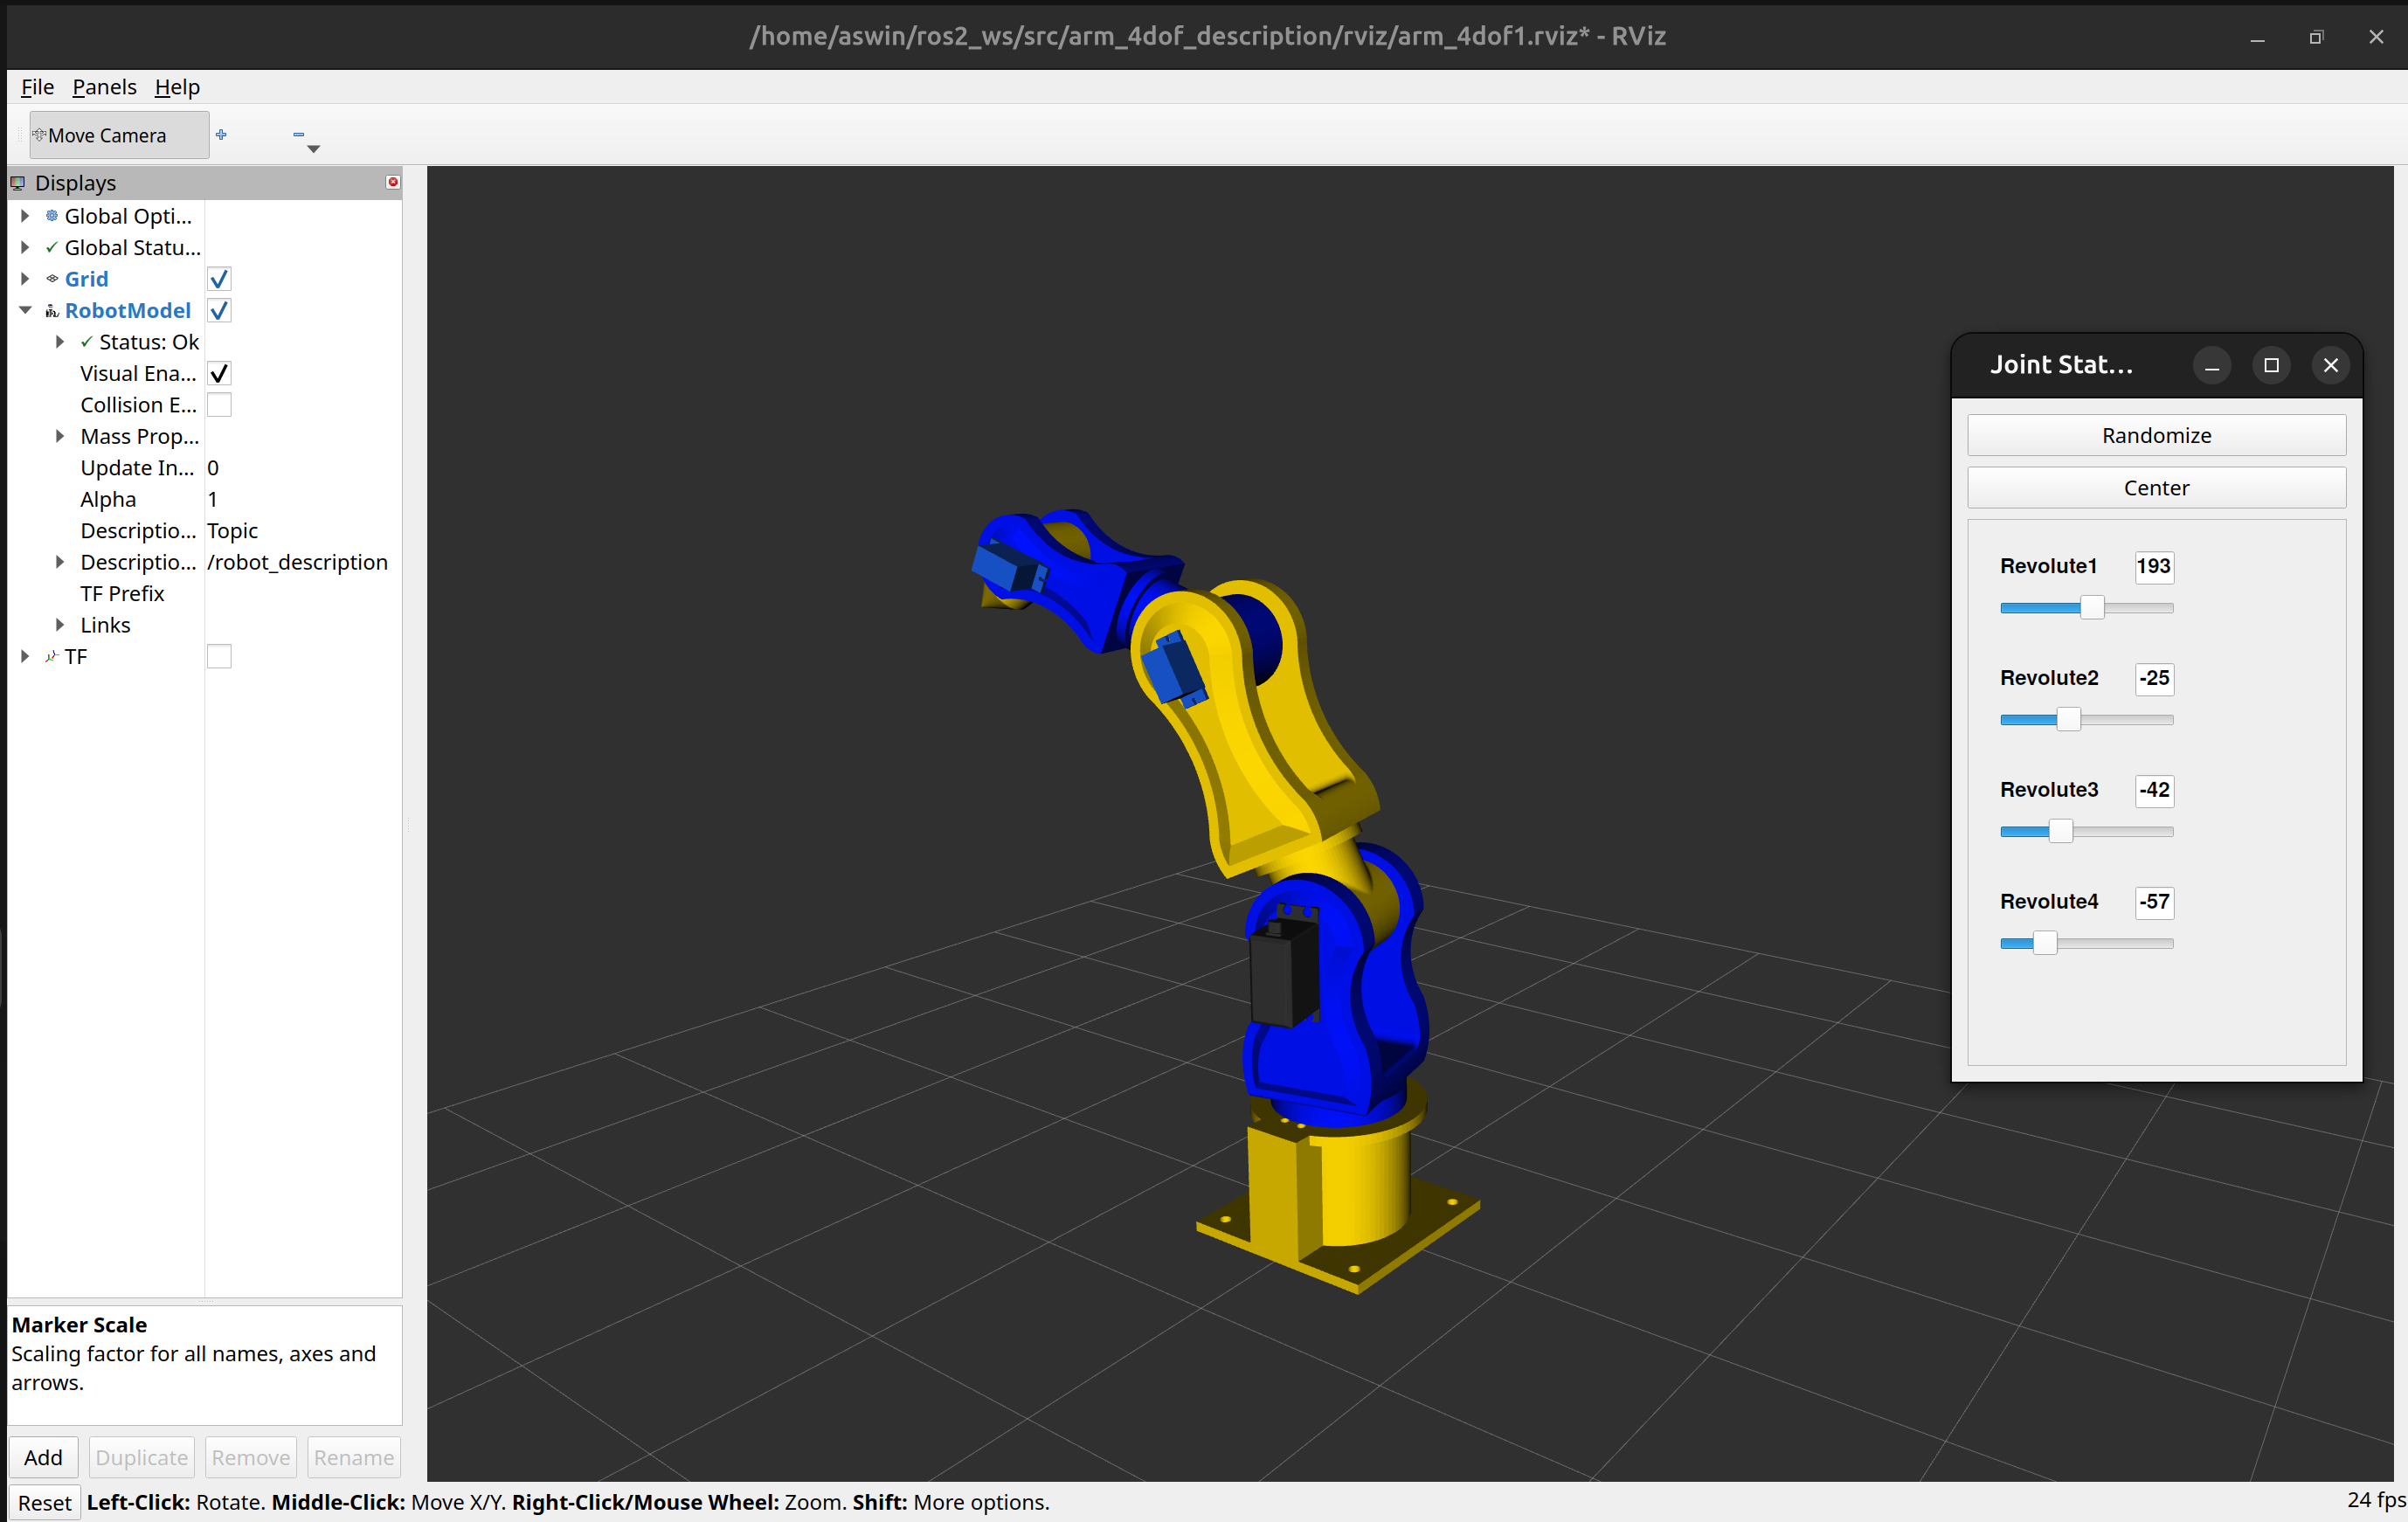 /home/aswin/ros2_ws/src/arm_4dof_description/rviz/arm_4dof1.rviz* - RViz
File Panels Help
Move Camera
Displays
Global Opti...
Global Statu...
Grid
RobotModel
Status: Ok
Visual Ena...
Collision E...
Mass Prop...
Update In... 0
Alpha 1
Descriptio... Topic
Descriptio... /robot_description
TF Prefix
Links
TF
Marker Scale
Scaling factor for all names, axes and
arrows.
Add Duplicate Remove Rename
Reset Left-Click: Rotate. Middle-Click: Move X/Y. Right-Click/Mouse Wheel: Zoom. Shift: More options.
24 fps
Joint Stat...
Randomize
Center
Revolute1 193
Revolute2 -25
Revolute3 -42
Revolute4 -57